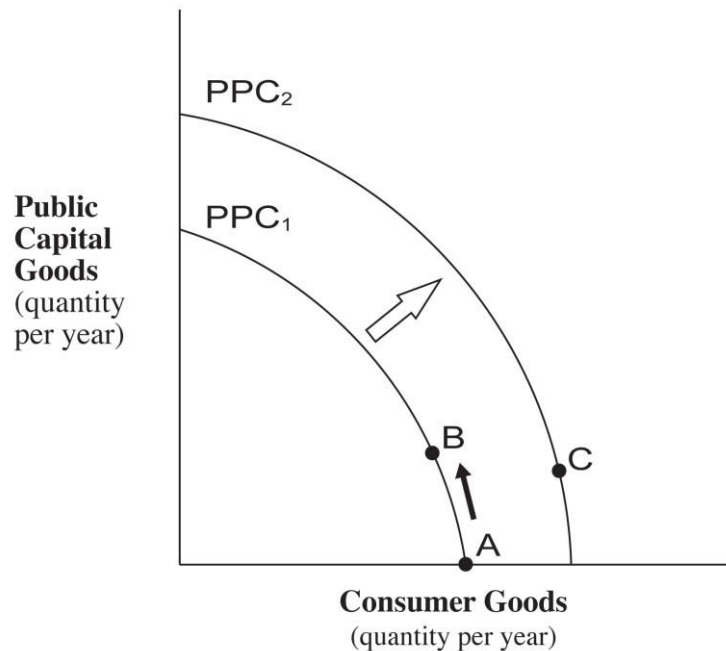 PPC₂
PPC₁
Public
Capital
Goods
(quantity
per year)
B
C
A
Consumer Goods
(quantity per year)